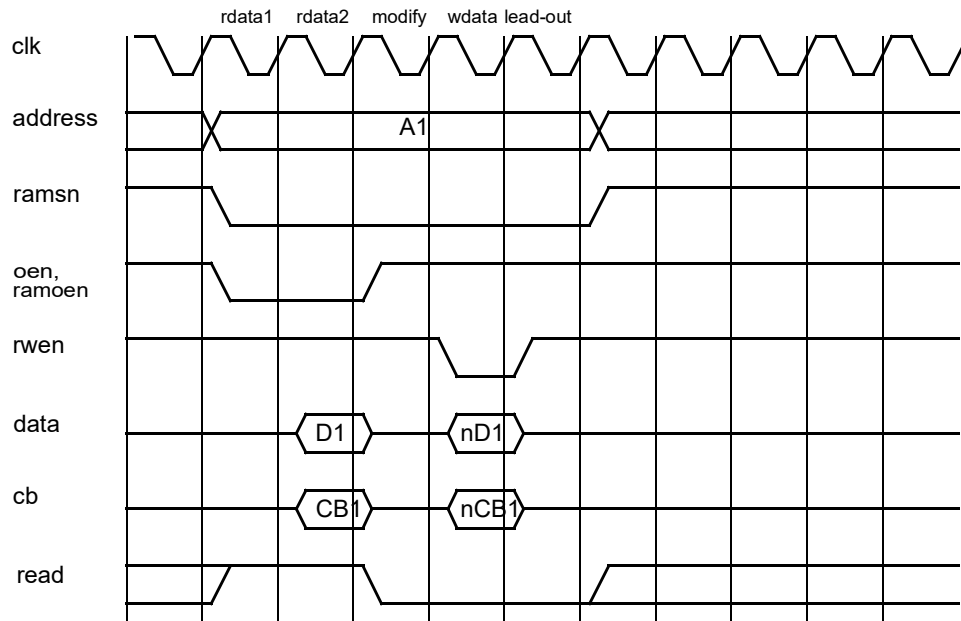 rdata1 rdata2 modify wdata lead-out
clk
address A1
ramsn
oen,
ramoen
rwen
data D1 nD1
cb CB1 nCB1
read